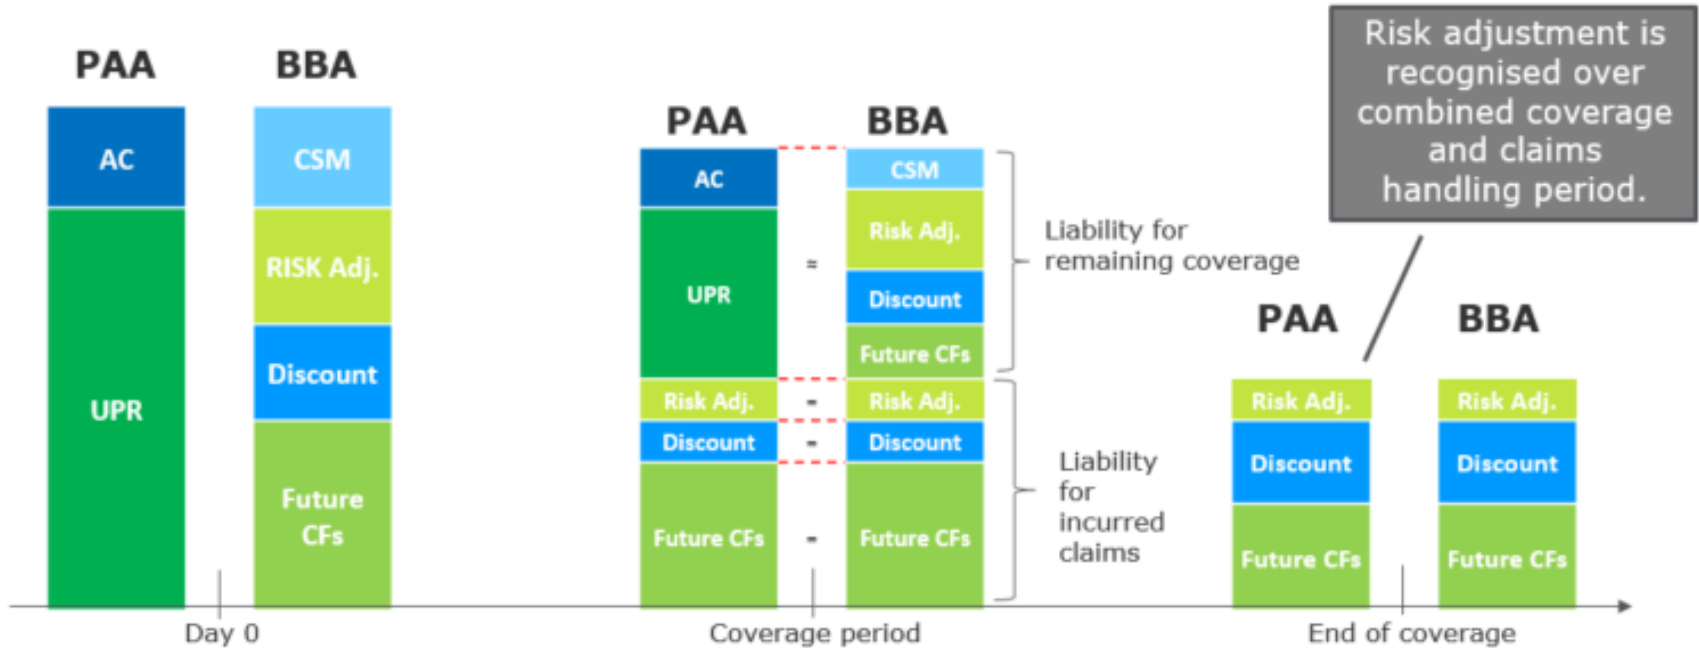 PAA
BBA
AC
UPR
CSM
RISK Adj.
Discount
Future
CFs
Day 0
PAA
BBA
AC
UPR
Risk Adj.
Discount
Future CFs
≈
-
-
-
CSM
Risk Adj.
Discount
Future CFs
Risk Adj.
Discount
Future CFs
Liability for
remaining coverage
Liability
for
incurred
claims
Coverage period
Risk adjustment is
recognised over
combined coverage
and claims
handling period.
PAA
BBA
Risk Adj.
Discount
Future CFs
Risk Adj.
Discount
Future CFs
End of coverage